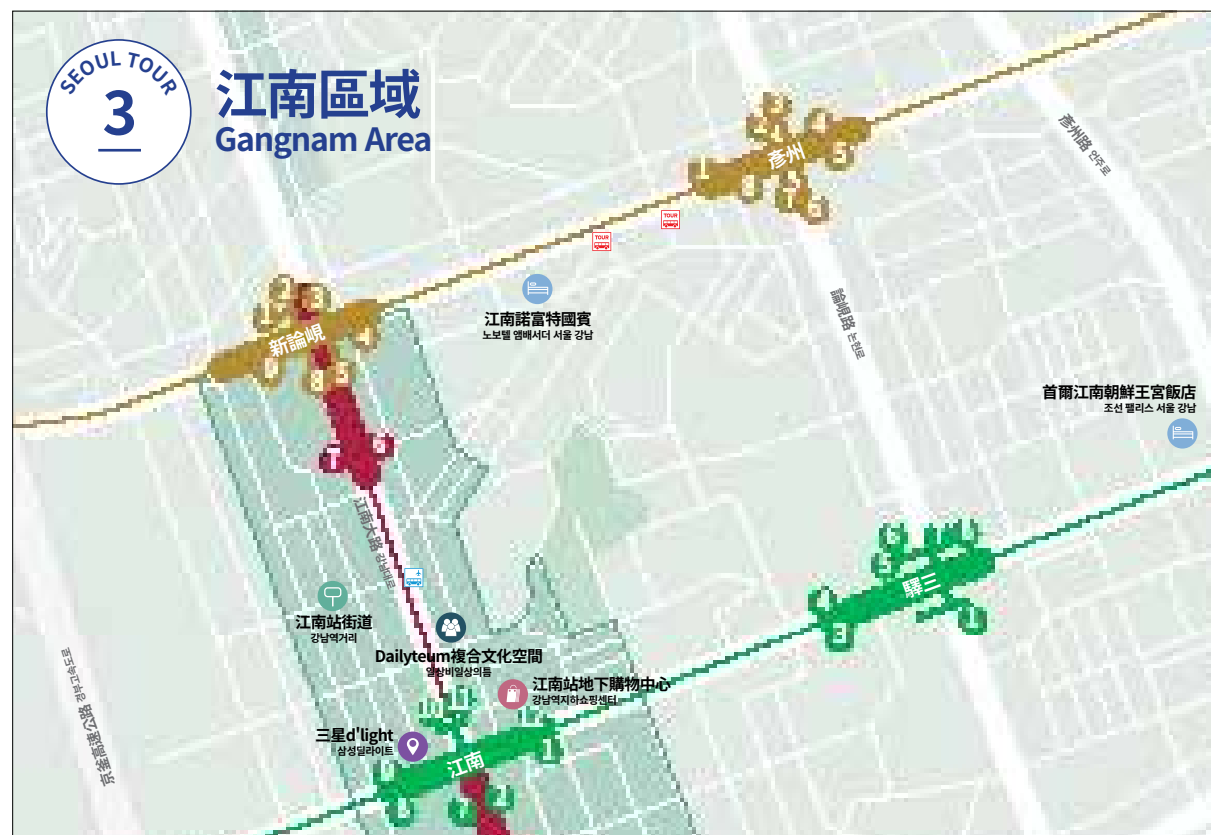 SEOUL TOUR
3
江南區域
Gangnam Area
彥州
彥州路 언주로
TOUR
TOUR
新論峴
江南諾富特國賓
노보텔 앰배서더 서울 강남
論峴路 논현로
首爾江南朝鮮王宮飯店
조선 팰리스 서울 강남
江南大路 강남대로
驛三
江南站街道
강남역거리
Dailyteum複合文化空間
일상비일상의틈
江南站地下購物中心
강남역지하쇼핑센터
三星d'light
삼성딜라이트
江南
京釜高速公路 경부고속도로